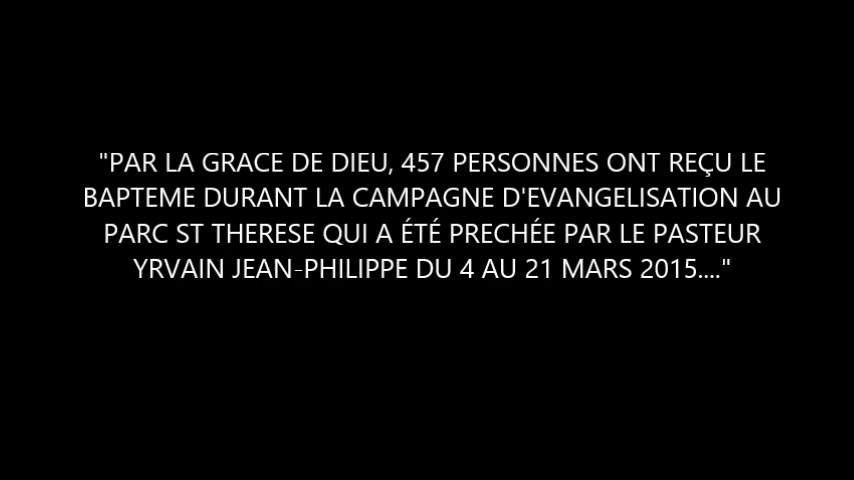 "PAR LA GRACE DE DIEU, 457 PERSONNES ONT REÇU LE
BAPTEME DURANT LA CAMPAGNE D'EVANGELISATION AU
PARC ST THERESE QUI A ÉTÉ PRECHÉE PAR LE PASTEUR
YRVAIN JEAN-PHILIPPE DU 4 AU 21 MARS 2015...."